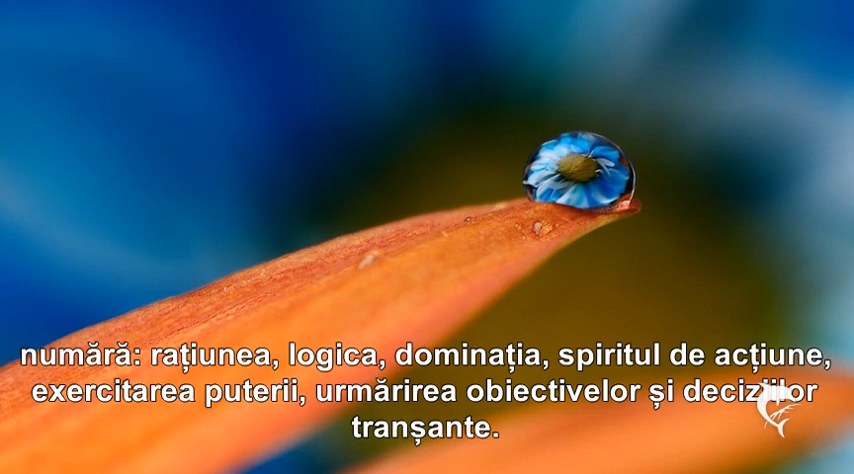 numără: rațiunea, logica, dominația, spiritul de acțiune,
exercitarea puterii, urmărirea obiectivelor și deciziilor
tranșante.